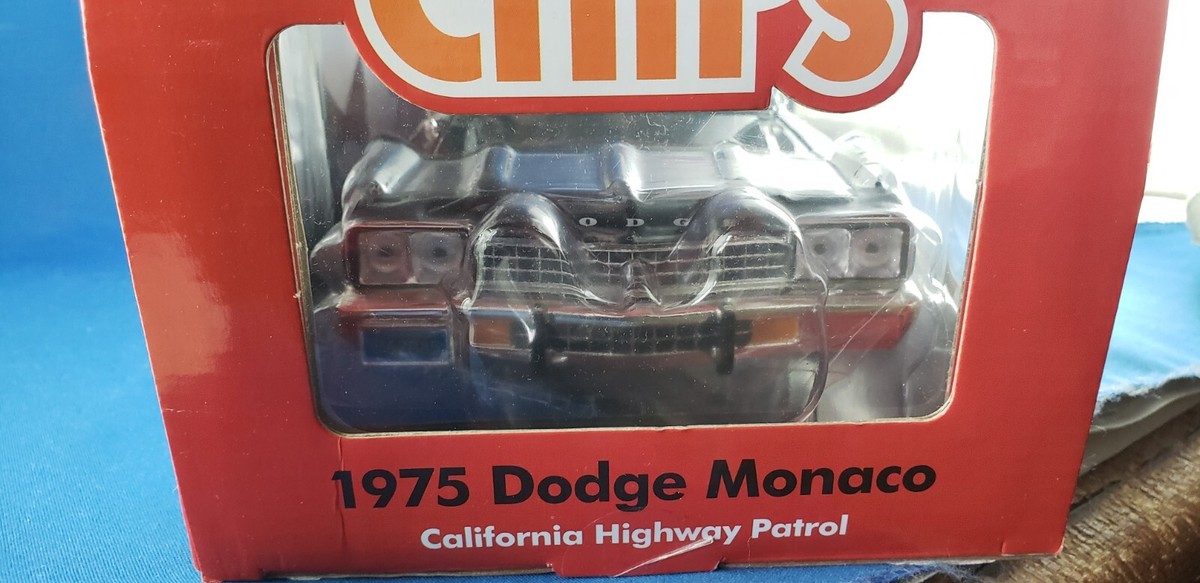 CHiPs
DODGE
1975 Dodge Monaco
California Highway Patrol